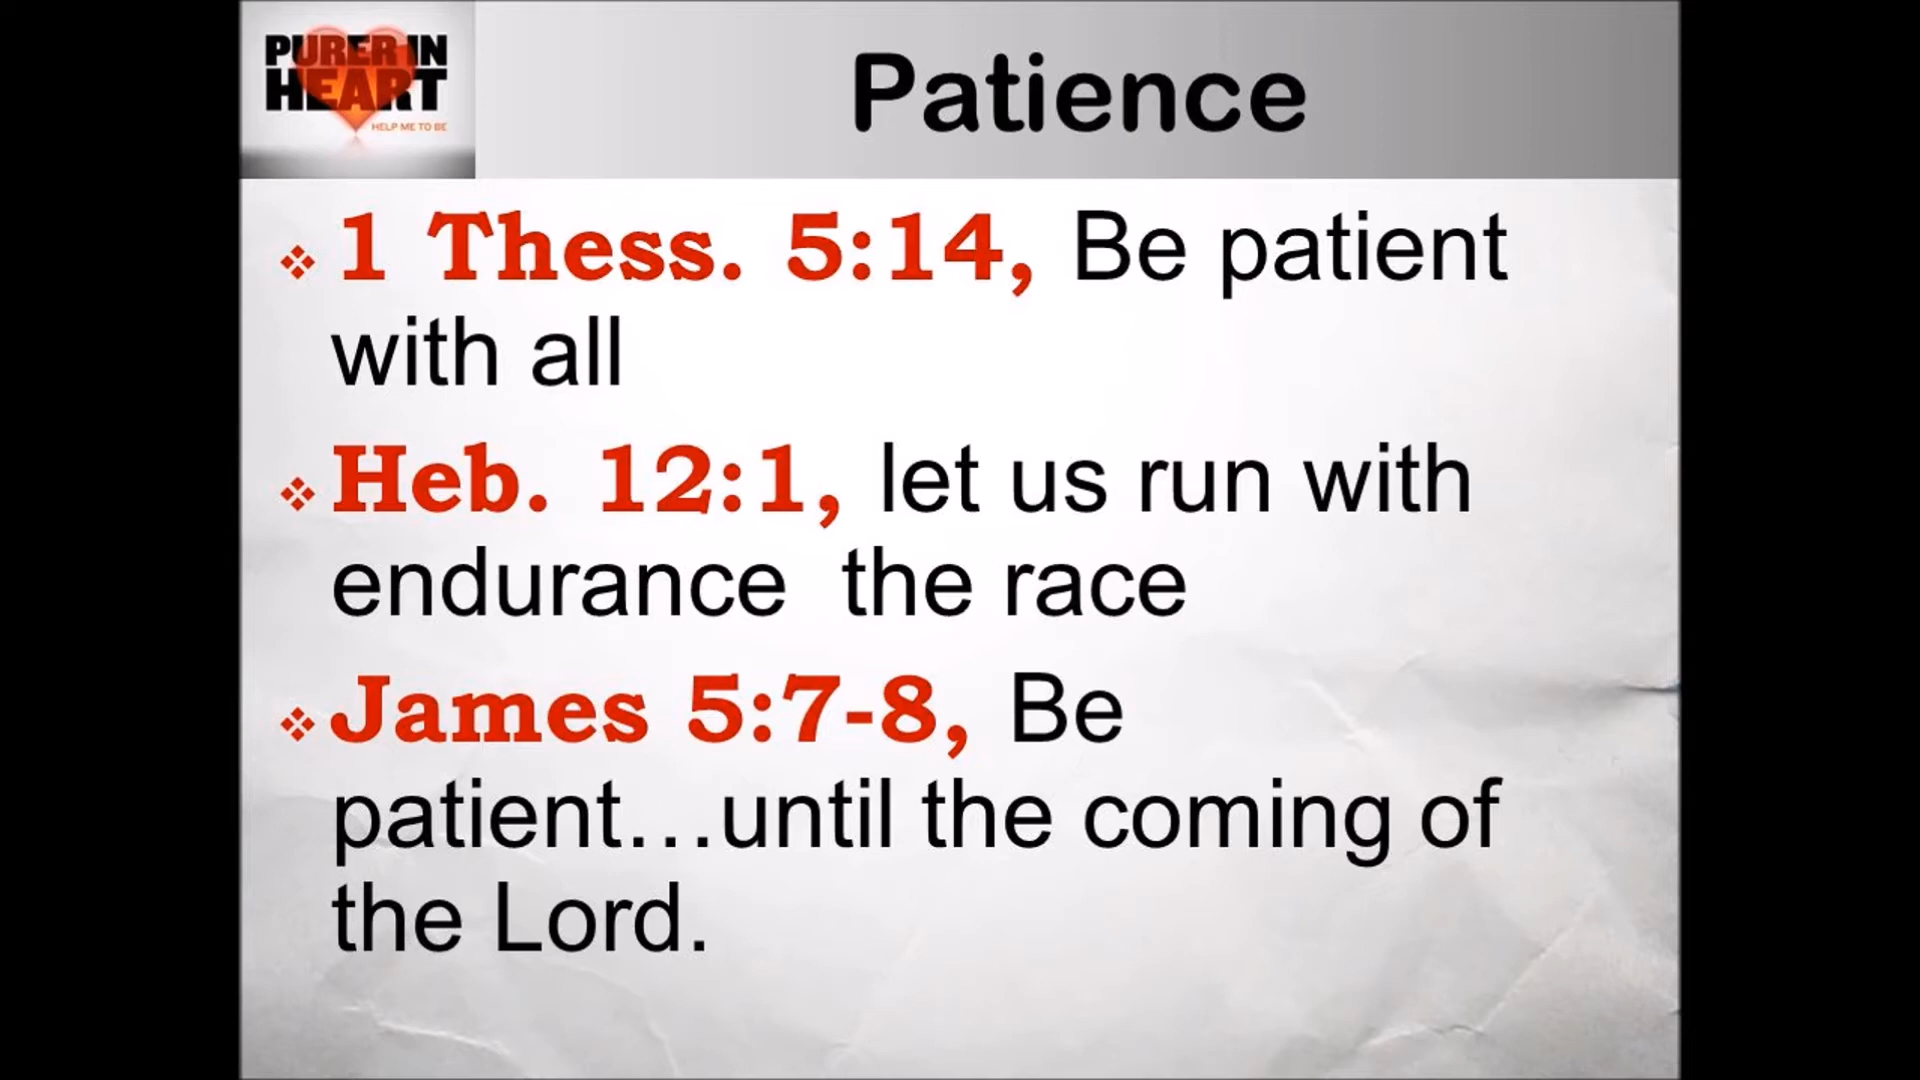 PURER IN
HEART
HELP ME TO BE
Patience
❖ 1 Thess. 5:14, Be patient
with all
❖ Heb. 12:1, let us run with
endurance  the race
❖ James 5:7-8, Be
patient…until the coming of
the Lord.